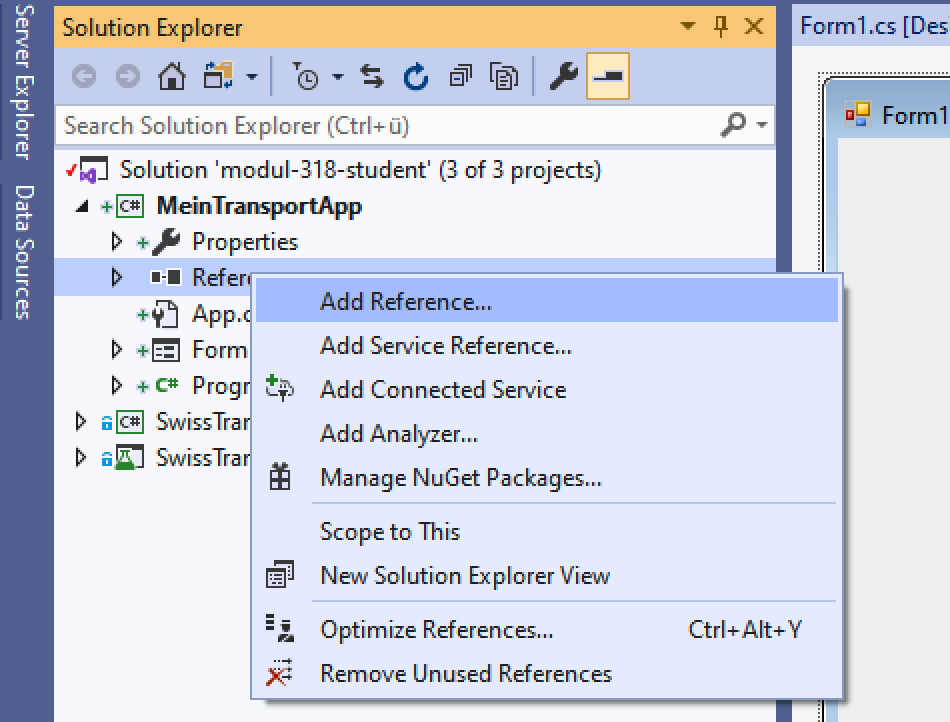 Server Explorer
Data Sources
Solution Explorer
Search Solution Explorer (Ctrl+ü)
Solution 'modul-318-student' (3 of 3 projects)
C# MeinTransportApp
Properties
Refere
App.c
Form
C# Progr
C# SwissTrar
SwissTrar
Add Reference...
Add Service Reference...
Add Connected Service
Add Analyzer...
Manage NuGet Packages...
Scope to This
New Solution Explorer View
Optimize References... Ctrl+Alt+Y
Remove Unused References
Form1.cs [Des
Form1